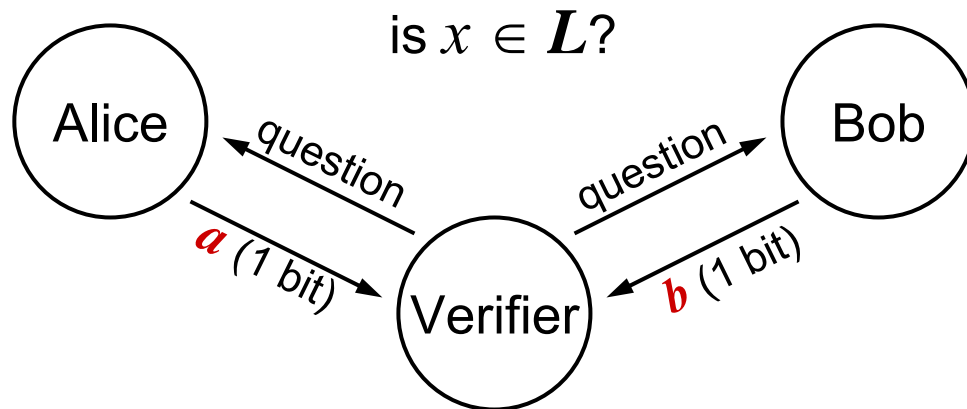 is x ∈ L?
Alice
question
question
Bob
a (1 bit)
b (1 bit)
Verifier